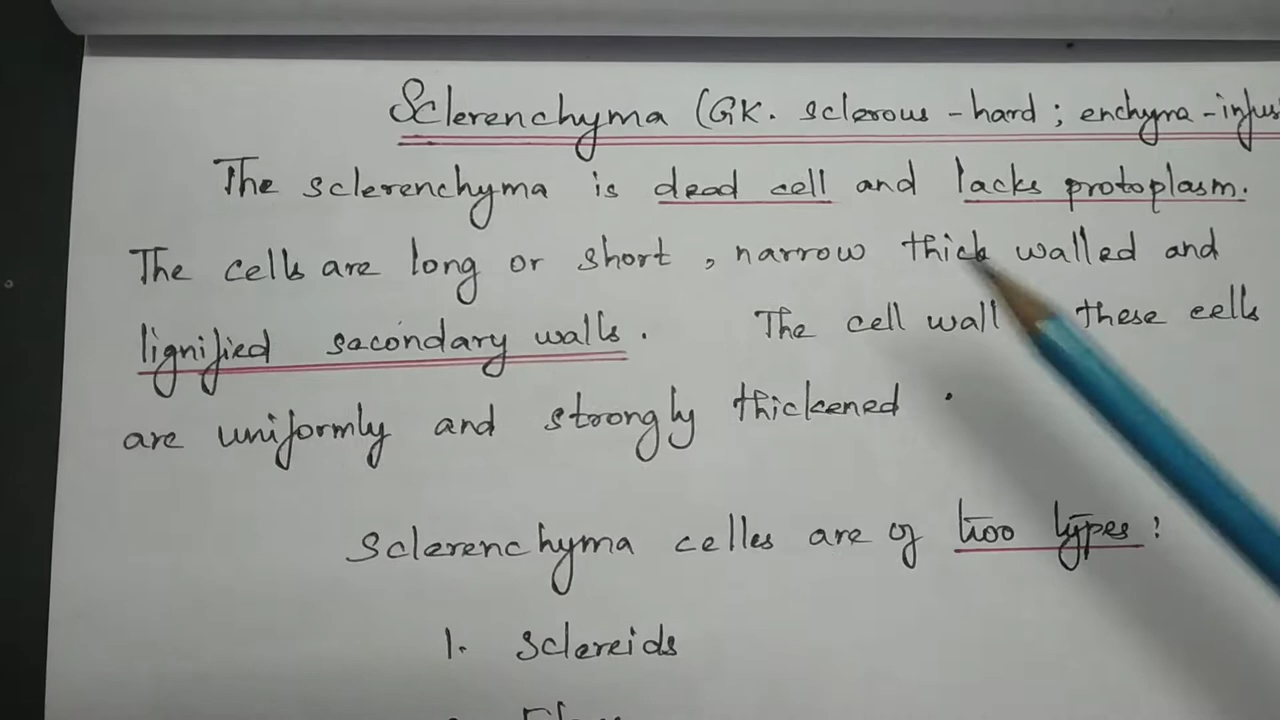 Sclerenchyma (GK. sclerous - hard ; enchyma - infus
The sclerenchyma is dead cell and lacks protoplasm.
The cells are long or short , narrow thick walled and
lignified secondary walls . The cell wall these cells
are uniformly and strongly thickened .
Sclerenchyma celles are of two types :
1. Sclereids